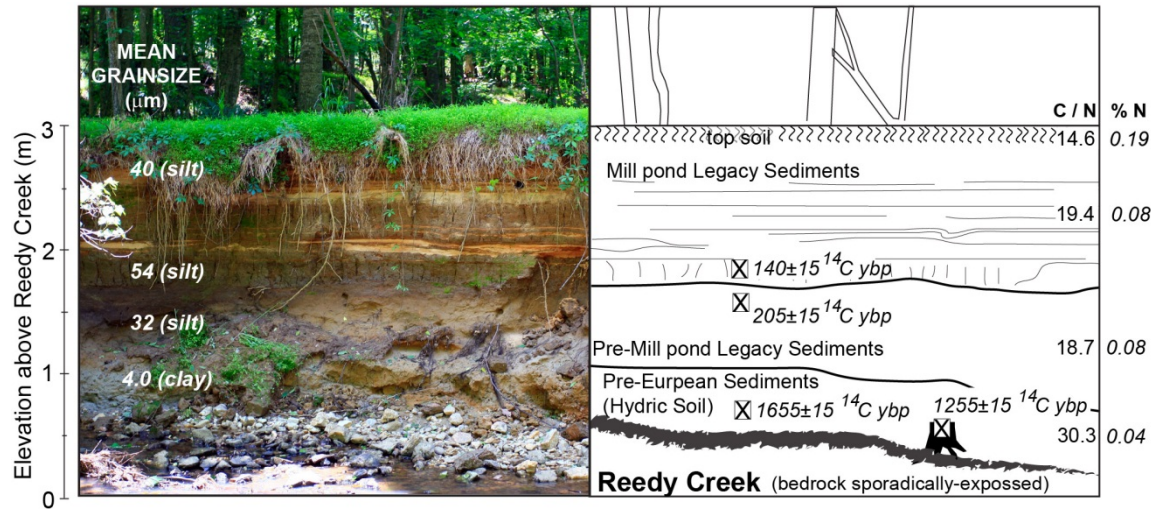 MEAN
GRAINSIZE
(µm)
Elevation above Reedy Creek (m)
3
2
1
0
40 (silt)
54 (silt)
32 (silt)
4.0 (clay)
C / N % N
top soil 14.6 0.19
Mill pond Legacy Sediments
19.4 0.08
140±15 14C ybp
205±15 14C ybp
Pre-Mill pond Legacy Sediments 18.7 0.08
Pre-Eurpean Sediments
(Hydric Soil) 1655±15 14C ybp 1255±15 14C ybp
30.3 0.04
Reedy Creek (bedrock sporadically-expossed)